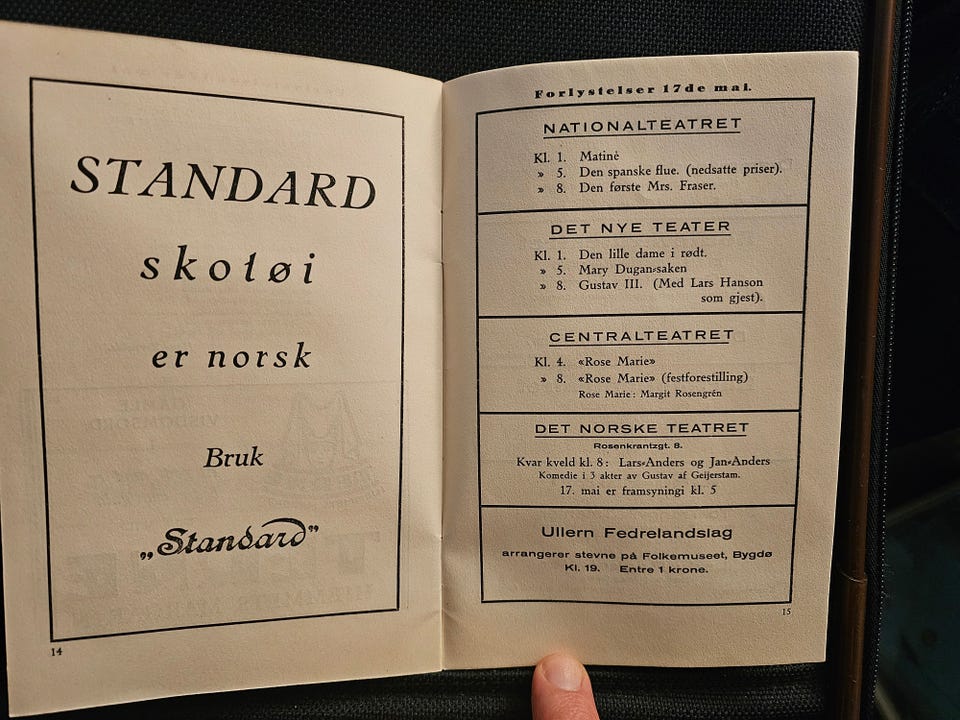 STANDARD
skotøi
er norsk
Bruk
„Standard”
14
Forlystelser 17de mai.
NATIONALTEATRET
Kl. 1. Matinè
» 5. Den spanske flue. (nedsatte priser).
» 8. Den første Mrs. Fraser.
DET NYE TEATER
Kl. 1. Den lille dame i rødt.
» 5. Mary Dugan-saken
» 8. Gustav III. (Med Lars Hanson
som gjest).
CENTRALTEATRET
Kl. 4. «Rose Marie»
» 8. «Rose Marie» (festforestilling)
Rose Marie: Margit Rosengrén
DET NORSKE TEATRET
Rosenkrantzgt. 8.
Kvar kveld kl. 8: Lars-Anders og Jan-Anders
Komedie i 3 akter av Gustav af Geijerstam.
17. mai er framsyningi kl. 5
Ullern Fedrelandslag
arrangerer stevne på Folkemuseet, Bygdø
Kl. 19. Entre 1 krone.
15